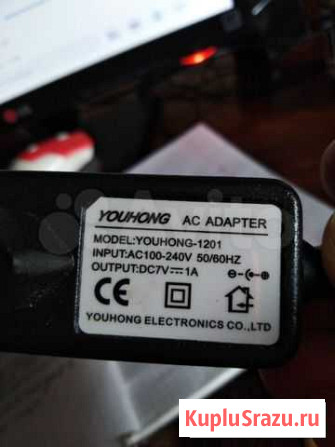 YOUHONG AC ADAPTER
MODEL:YOUHONG-1201
INPUT:AC100-240V 50/60HZ
OUTPUT:DC7V⎓1A
CE
YOUHONG ELECTRONICS CO.,LTD
Avito
KupluSrazu.ru